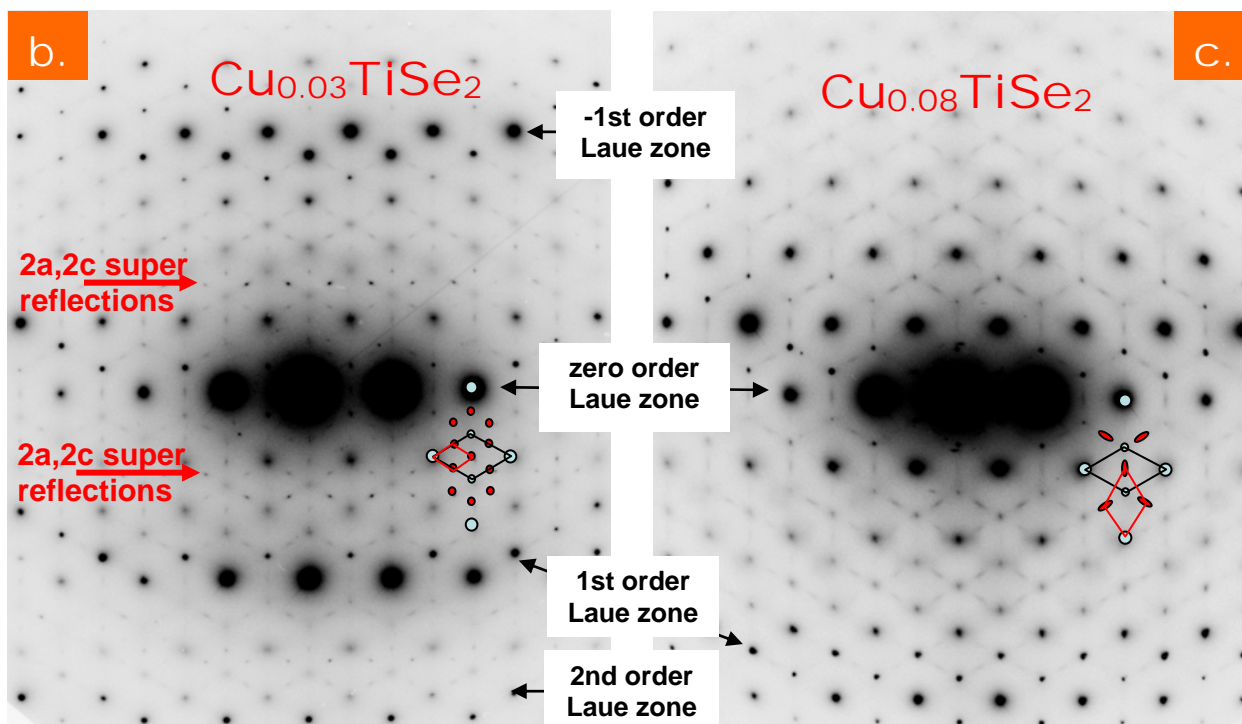 b.
Cu0.03TiSe2
-1st order
Laue zone
c.
Cu0.08TiSe2
2a,2c super
reflections
zero order
Laue zone
2a,2c super
reflections
1st order
Laue zone
2nd order
Laue zone